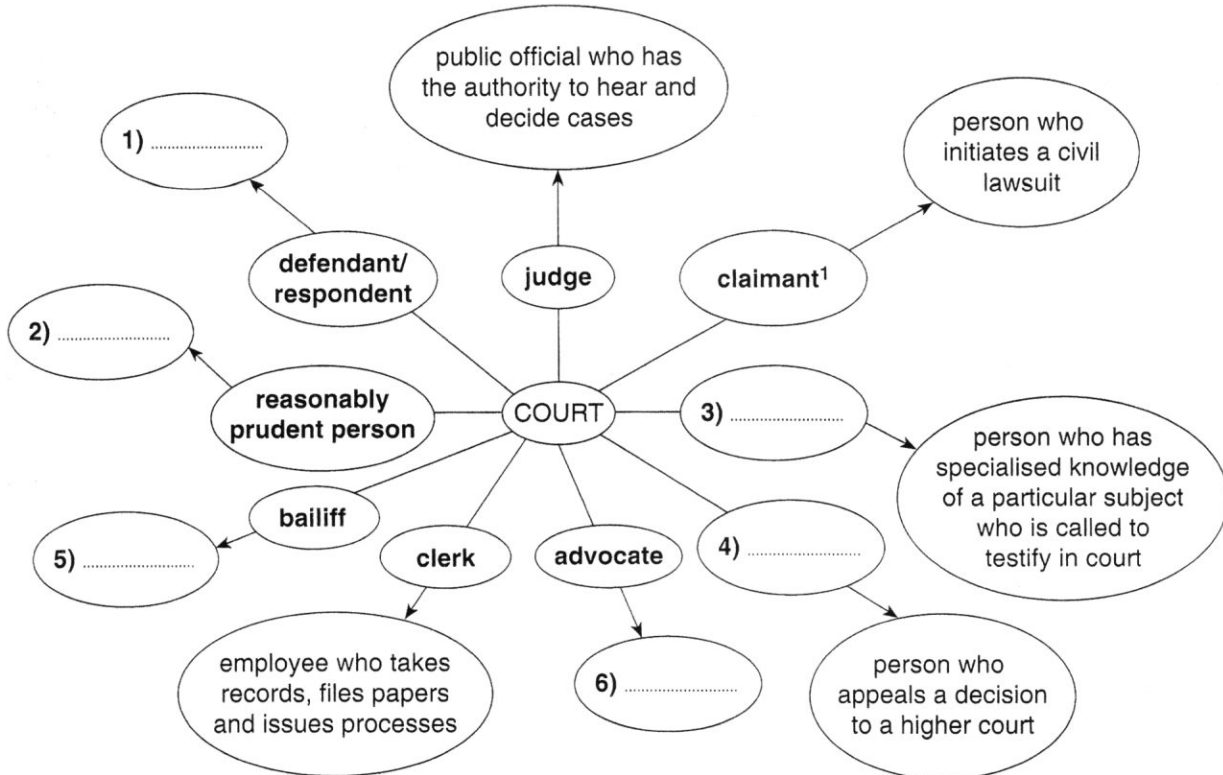 public official who has
the authority to hear and
decide cases
person who
initiates a civil
lawsuit
1) ........................
defendant/
respondent
judge
claimant¹
2) ........................
reasonably
prudent person
COURT
3) ........................
person who has
specialised knowledge
of a particular subject
who is called to
testify in court
bailiff
5) ........................
clerk
advocate
4) ........................
employee who takes
records, files papers
and issues processes
6) ........................
person who
appeals a decision
to a higher court